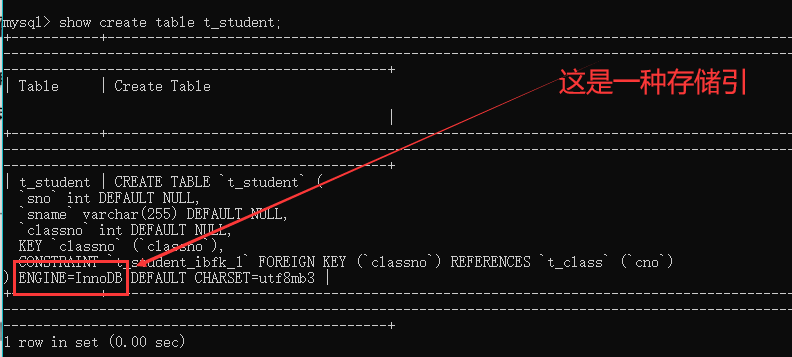 mysql> show create table t_student;
| Table | Create Table
|
这是一种存储引
| t_student | CREATE TABLE `t_student` (
`sno` int DEFAULT NULL,
`sname` varchar(255) DEFAULT NULL,
`classno` int DEFAULT NULL,
KEY `classno` (`classno`),
CONSTRAINT `t_student_ibfk_1` FOREIGN KEY (`classno`) REFERENCES `t_class` (`cno`)
) ENGINE=InnoDB DEFAULT CHARSET=utf8mb3 |
1 row in set (0.00 sec)